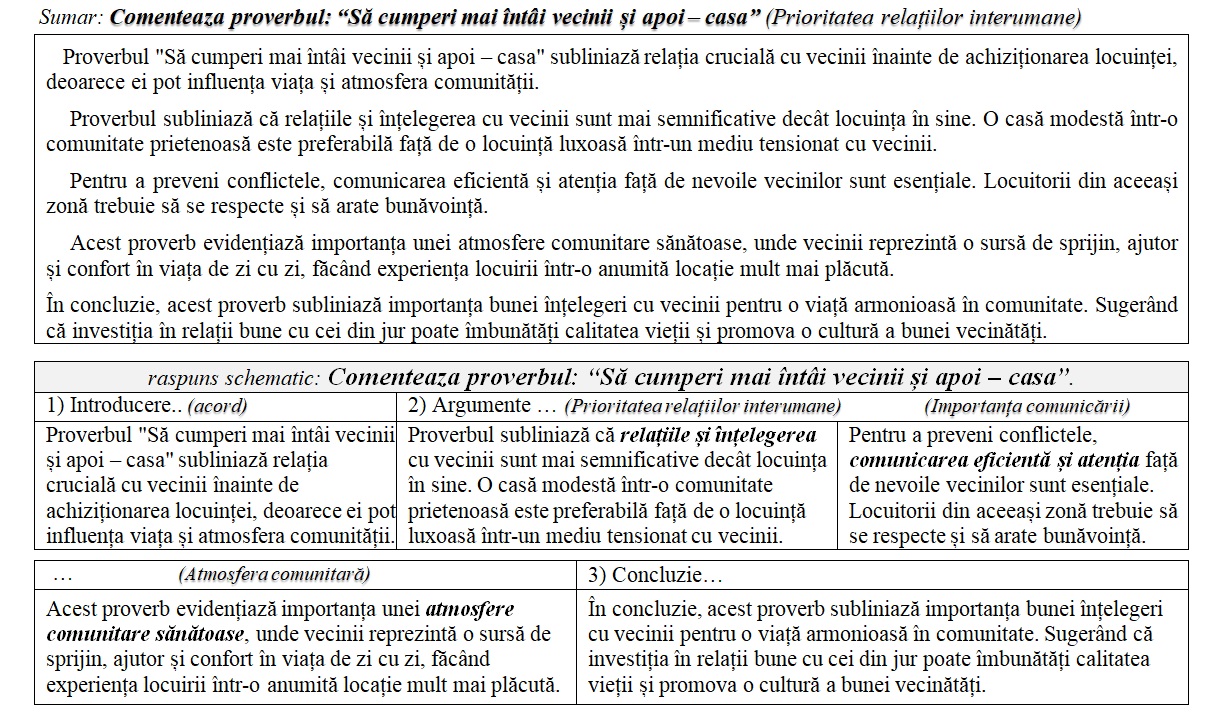 Sumar: Comenteaza proverbul: “Să cumperi mai întâi vecinii și apoi – casa” (Prioritatea relațiilor interumane)
Proverbul "Să cumperi mai întâi vecinii și apoi – casa" subliniază relația crucială cu vecinii înainte de achiziționarea locuinței,
deoarece ei pot influența viața și atmosfera comunității.
Proverbul subliniază că relațiile și înțelegerea cu vecinii sunt mai semnificative decât locuința în sine. O casă modestă într-o
comunitate prietenoasă este preferabilă față de o locuință luxoasă într-un mediu tensionat cu vecinii.
Pentru a preveni conflictele, comunicarea eficientă și atenția față de nevoile vecinilor sunt esențiale. Locuitorii din aceeași
zonă trebuie să se respecte și să arate bunăvoință.
Acest proverb evidențiază importanța unei atmosfere comunitare sănătoase, unde vecinii reprezintă o sursă de sprijin, ajutor
și confort în viața de zi cu zi, făcând experiența locuirii într-o anumită locație mult mai plăcută.
În concluzie, acest proverb subliniază importanța bunei înțelegeri cu vecinii pentru o viață armonioasă în comunitate. Sugerând
că investiția în relații bune cu cei din jur poate îmbunătăți calitatea vieții și promova o cultură a bunei vecinătăți.
raspuns schematic: Comenteaza proverbul: “Să cumperi mai întâi vecinii și apoi – casa”.
1) Introducere.. (acord)
Proverbul "Să cumperi mai întâi vecinii
și apoi – casa" subliniază relația
crucială cu vecinii înainte de
achiziționarea locuinței, deoarece ei pot
influența viața și atmosfera comunității.
2) Argumente … (Prioritatea relațiilor interumane) (Importanța comunicării)
Proverbul subliniază că relațiile și înțelegerea
cu vecinii sunt mai semnificative decât locuința
în sine. O casă modestă într-o comunitate
prietenoasă este preferabilă față de o locuință
luxoasă într-un mediu tensionat cu vecinii.
Pentru a preveni conflictele,
comunicarea eficientă și atenția față
de nevoile vecinilor sunt esențiale.
Locuitorii din aceeași zonă trebuie să
se respecte și să arate bunăvoință.
… (Atmosfera comunitară)
Acest proverb evidențiază importanța unei atmosfere
comunitare sănătoase, unde vecinii reprezintă o sursă de
sprijin, ajutor și confort în viața de zi cu zi, făcând
experiența locuirii într-o anumită locație mult mai plăcută.
3) Concluzie…
În concluzie, acest proverb subliniază importanța bunei înțelegeri
cu vecinii pentru o viață armonioasă în comunitate. Sugerând că
investiția în relații bune cu cei din jur poate îmbunătăți calitatea
vieții și promova o cultură a bunei vecinătăți.